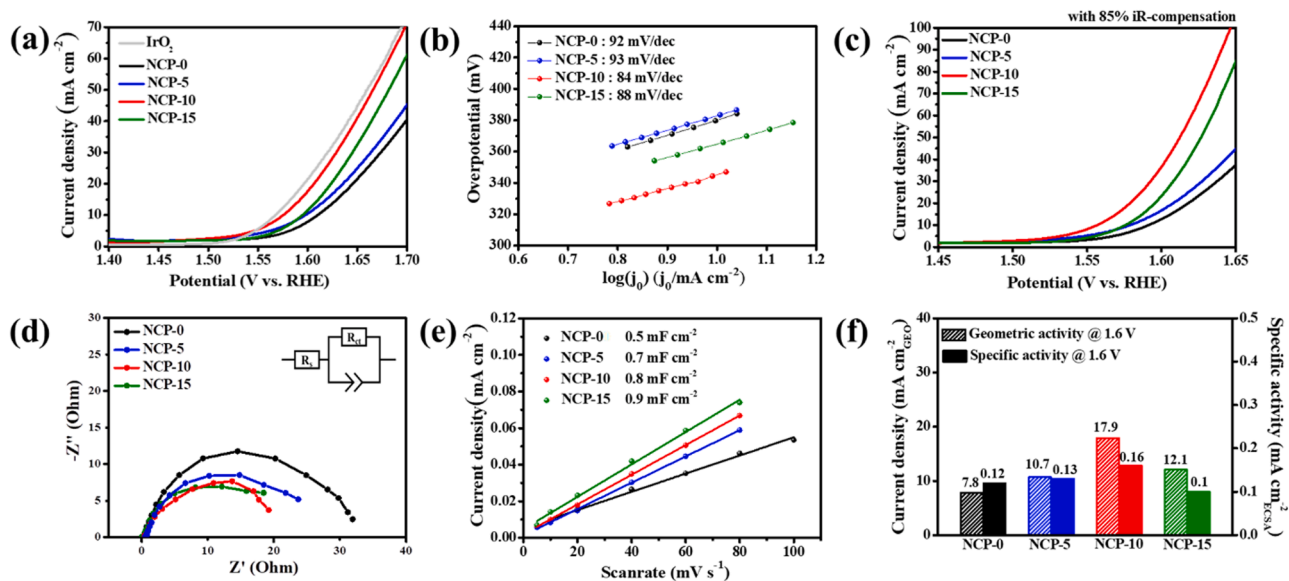 (a)
IrO₂
NCP-0
NCP-5
NCP-10
NCP-15
70
60
50
40
30
20
10
0
1.40
1.45
1.50
1.55
1.60
1.65
1.70
Current density (mA cm⁻²)
Potential (V vs. RHE)
(b)
NCP-0 : 92 mV/dec
NCP-5 : 93 mV/dec
NCP-10 : 84 mV/dec
NCP-15 : 88 mV/dec
440
420
400
380
360
340
320
300
0.6
0.7
0.8
0.9
1.0
1.1
1.2
Overpotential (mV)
log(j₀) (j₀/mA cm⁻²)
with 85% iR-compensation
(c)
NCP-0
NCP-5
NCP-10
NCP-15
100
90
80
70
60
50
40
30
20
10
0
1.45
1.50
1.55
1.60
1.65
Current density (mA cm⁻²)
Potential (V vs. RHE)
(d)
NCP-0
NCP-5
NCP-10
NCP-15
Rₛ
R_ct
30
25
20
15
10
5
0
0
10
20
30
40
-Z'' (Ohm)
Z' (Ohm)
(e)
NCP-0 0.5 mF cm⁻²
NCP-5 0.7 mF cm⁻²
NCP-10 0.8 mF cm⁻²
NCP-15 0.9 mF cm⁻²
0.12
0.10
0.08
0.06
0.04
0.02
0.00
0
20
40
60
80
100
Current density (mA cm⁻²)
Scanrate (mV s⁻¹)
(f)
Geometric activity @ 1.6 V
Specific activity @ 1.6 V
40
30
20
10
0
0.5
0.4
0.3
0.2
0.1
0.0
7.8
0.12
10.7
0.13
17.9
0.16
12.1
0.1
NCP-0
NCP-5
NCP-10
NCP-15
Current density (mA cm⁻²GEO)
Specific activity (mA cm⁻²ECSA)